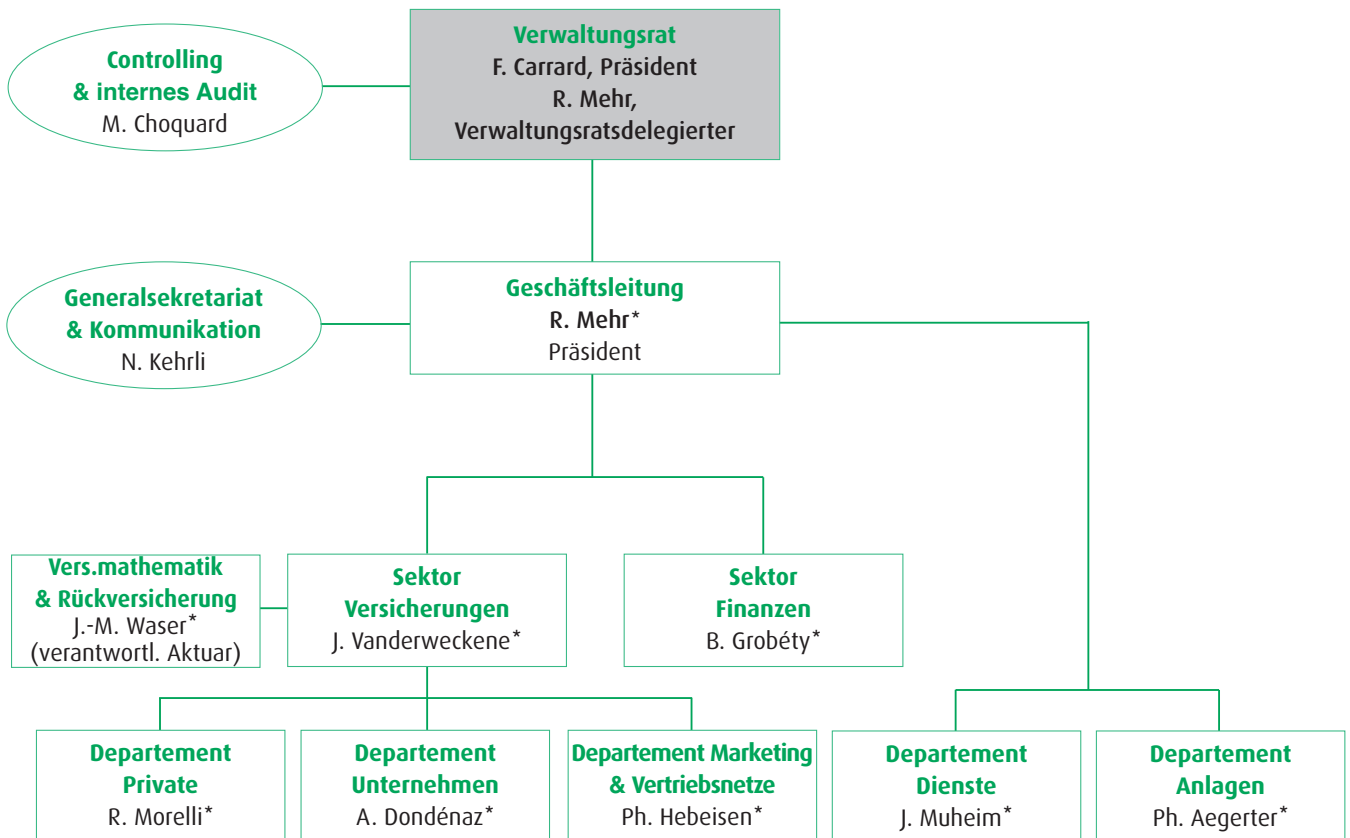 Verwaltungsrat
F. Carrard, Präsident
R. Mehr,
Verwaltungsratsdelegierter
Controlling
& internes Audit
M. Choquard
Generalsekretariat
& Kommunikation
N. Kehrli
Geschäftsleitung
R. Mehr*
Präsident
Vers.mathematik
& Rückversicherung
J.-M. Waser*
(verantwortl. Aktuar)
Sektor
Versicherungen
J. Vanderweckene*
Sektor
Finanzen
B. Grobéty*
Departement
Private
R. Morelli*
Departement
Unternehmen
A. Dondénaz*
Departement Marketing
& Vertriebsnetze
Ph. Hebeisen*
Departement
Dienste
J. Muheim*
Departement
Anlagen
Ph. Aegerter*